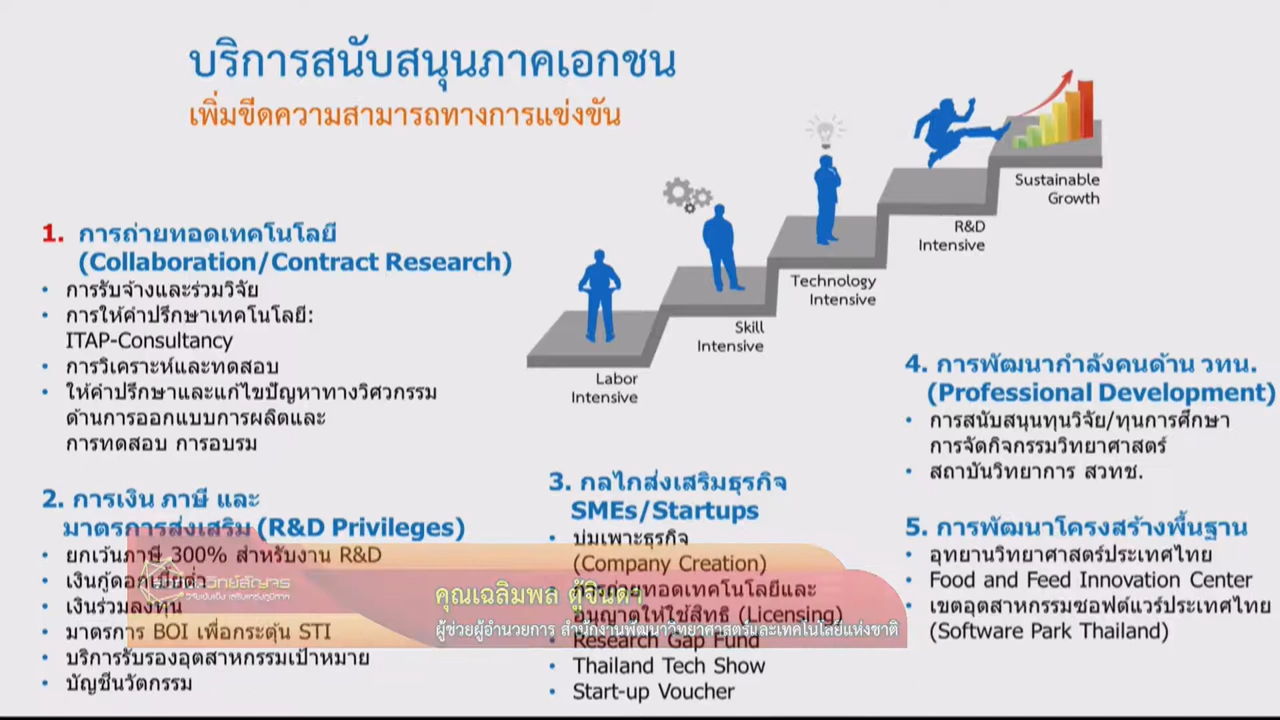 บริการสนับสนุนภาคเอกชน
เพิ่มขีดความสามารถทางการแข่งขัน
Sustainable
Growth
R&D
Intensive
Technology
Intensive
Skill
Intensive
Labor
Intensive
1. การถ่ายทอดเทคโนโลยี
(Collaboration/Contract Research)
• การรับจ้างและร่วมวิจัย
• การให้คำปรึกษาเทคโนโลยี:
ITAP-Consultancy
• การวิเคราะห์และทดสอบ
• ให้คำปรึกษาและแก้ไขปัญหาทางวิศวกรรม
ด้านการออกแบบการผลิตและ
การทดสอบ การอบรม
2. การเงิน ภาษี และ
มาตรการส่งเสริม (R&D Privileges)
• ยกเว้นภาษี 300% สำหรับงาน R&D
• เงินกู้ดอกเบี้ยต่ำ
• เงินร่วมลงทุน
• มาตรการ BOI เพื่อกระตุ้น STI
• บริการรับรองอุตสาหกรรมเป้าหมาย
• บัญชีนวัตกรรม
3. กลไกส่งเสริมธุรกิจ
SMEs/Startups
• บ่มเพาะธุรกิจ
(Company Creation)
• การถ่ายทอดเทคโนโลยีและ
อนุญาตให้ใช้สิทธิ (Licensing)
• Research Gap Fund
• Thailand Tech Show
• Start-up Voucher
4. การพัฒนากำลังคนด้าน วทน.
(Professional Development)
• การสนับสนุนทุนวิจัย/ทุนการศึกษา
การจัดกิจกรรมวิทยาศาสตร์
• สถาบันวิทยาการ สวทช.
5. การพัฒนาโครงสร้างพื้นฐาน
• อุทยานวิทยาศาสตร์ประเทศไทย
• Food and Feed Innovation Center
• เขตอุตสาหกรรมซอฟต์แวร์ประเทศไทย
(Software Park Thailand)
คุณเฉลิมพล ตู้จินดา
ผู้ช่วยผู้อำนวยการ สำนักงานพัฒนาวิทยาศาสตร์และเทคโนโลยีแห่งชาติ